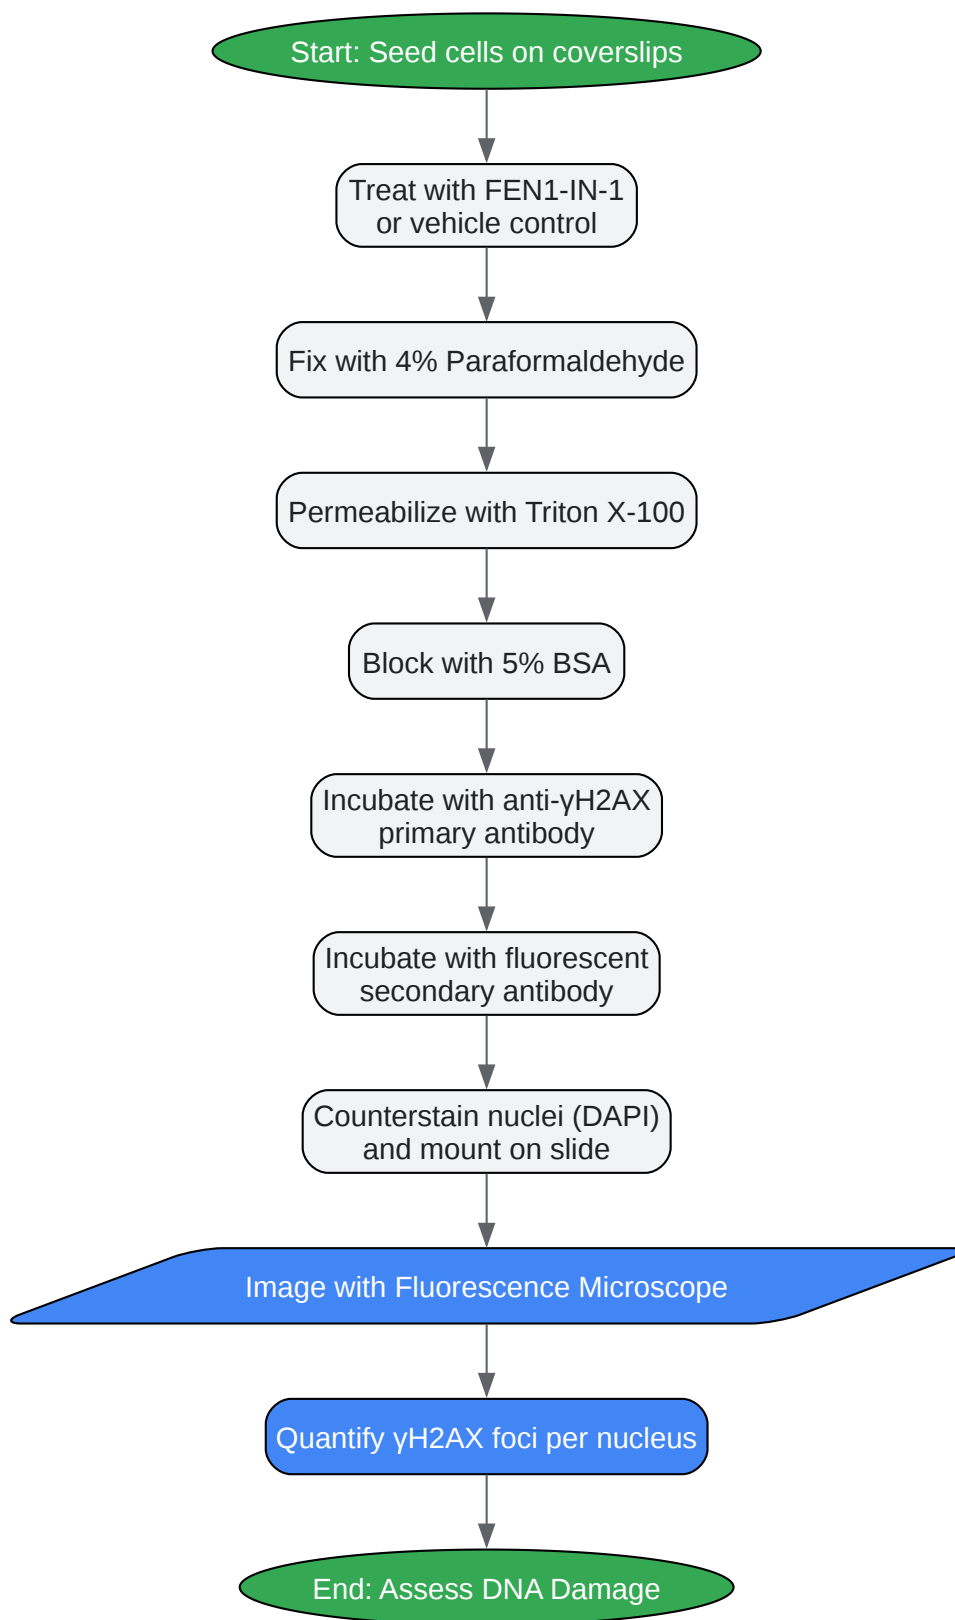 Start: Seed cells on coverslips
Treat with FEN1-IN-1
or vehicle control
Fix with 4% Paraformaldehyde
Permeabilize with Triton X-100
Block with 5% BSA
Incubate with anti-γH2AX
primary antibody
Incubate with fluorescent
secondary antibody
Counterstain nuclei (DAPI)
and mount on slide
Image with Fluorescence Microscope
Quantify γH2AX foci per nucleus
End: Assess DNA Damage